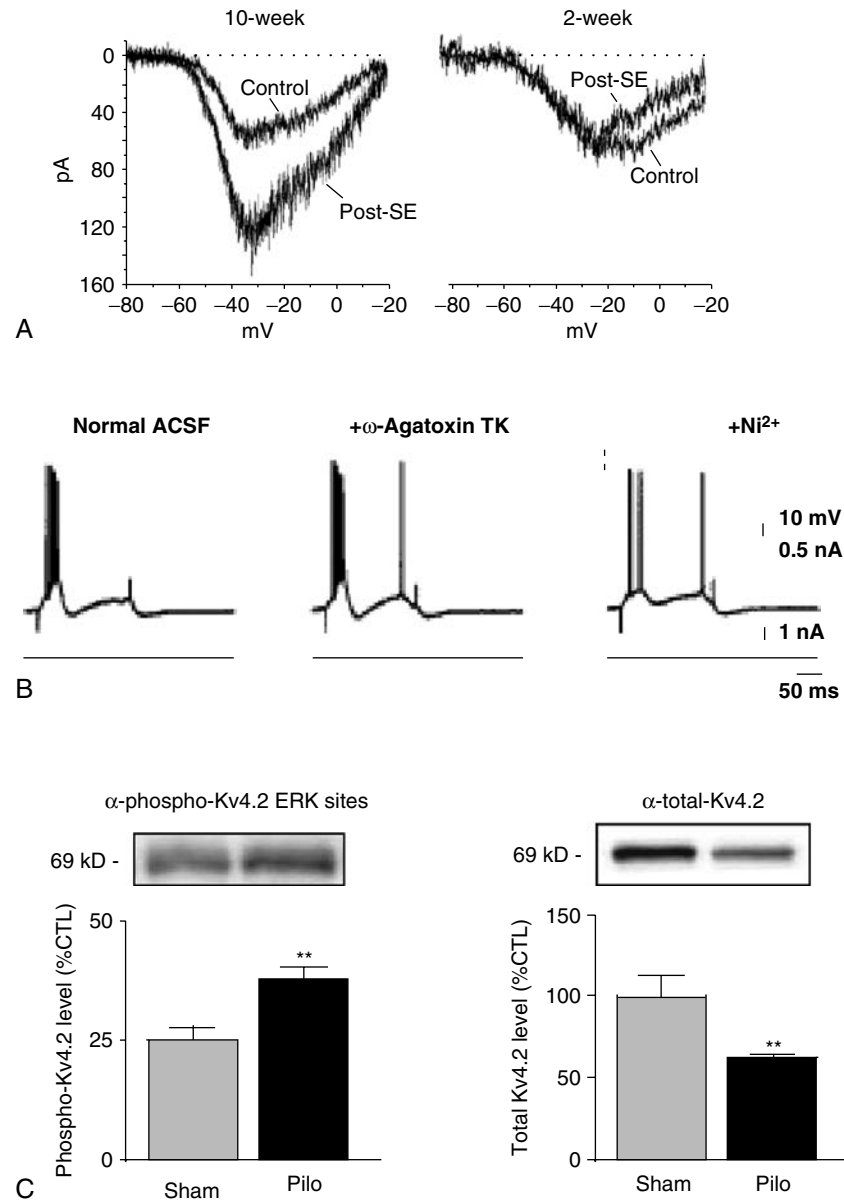 10-week
2-week
0
40
80
120
160
pA
Control
Post-SE
Post-SE
Control
–80 –60 –40 –20 0 –20
–80 –60 –40 –20 0 –20
mV
mV
A
Normal ACSF
+ω-Agatoxin TK
+Ni²⁺
10 mV
0.5 nA
1 nA
50 ms
B
α-phospho-Kv4.2 ERK sites
69 kD -
50
25
0
Phospho-Kv4.2 level (%CTL)
**
Sham Pilo
α-total-Kv4.2
69 kD -
150
100
50
0
Total Kv4.2 level (%CTL)
**
Sham Pilo
C